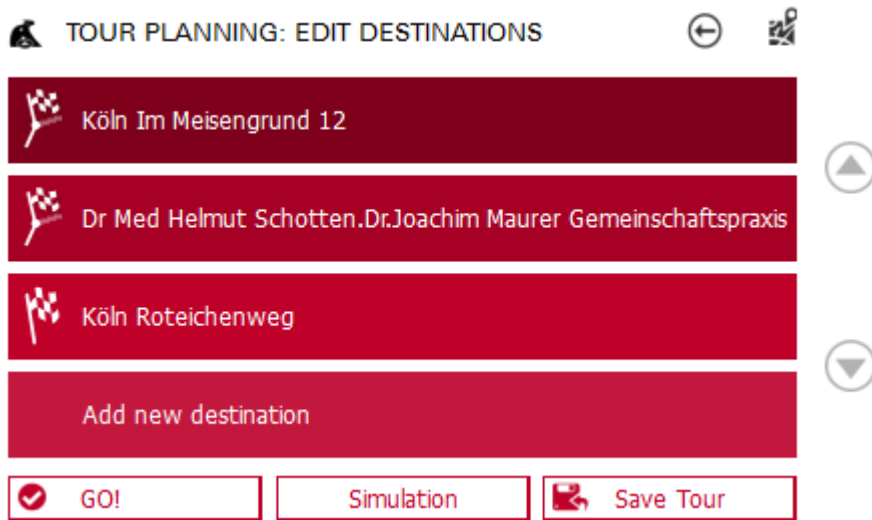 TOUR PLANNING: EDIT DESTINATIONS
Köln Im Meisengrund 12
Dr Med Helmut Schotten.Dr.Joachim Maurer Gemeinschaftspraxis
Köln Roteichenweg
Add new destination
GO!
Simulation
Save Tour